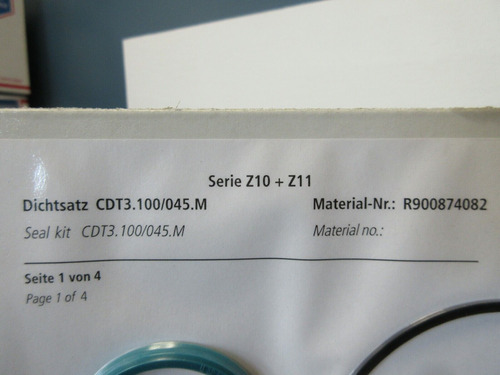 Serie Z10 + Z11
Dichtsatz CDT3.100/045.M Material-Nr.: R900874082
Seal kit CDT3.100/045.M Material no.:
Seite 1 von 4
Page 1 of 4